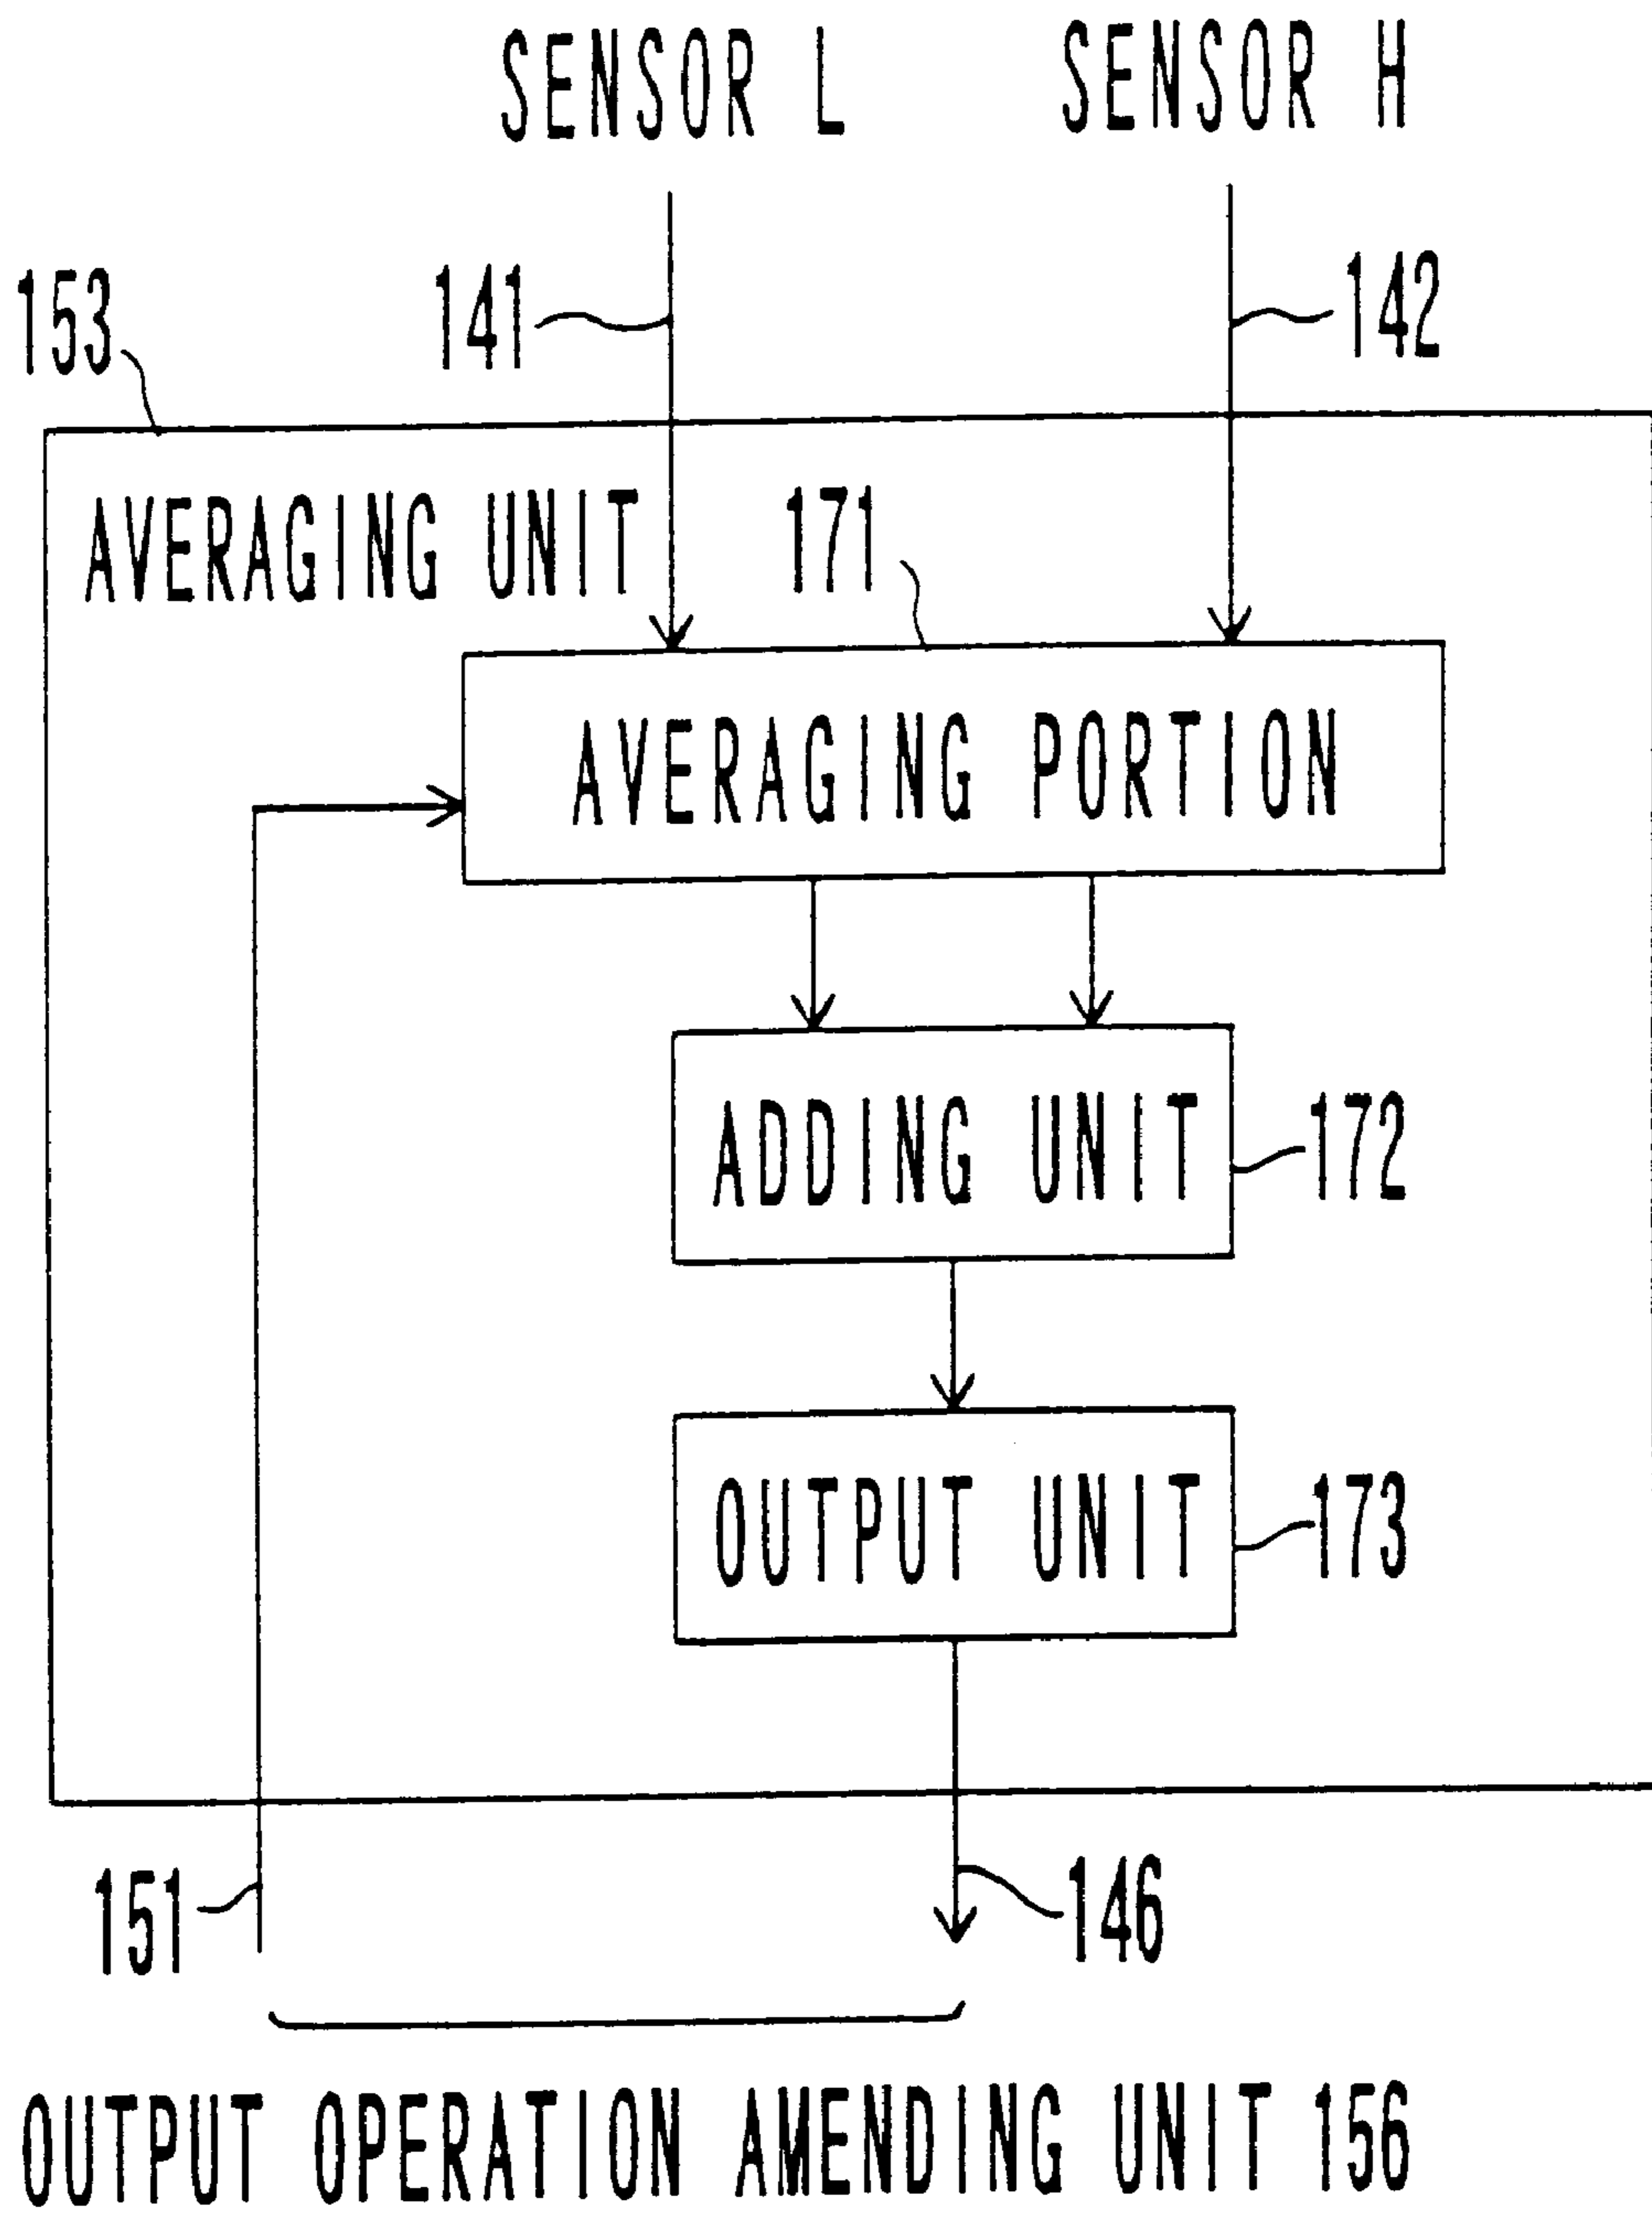 SENSOR L
SENSOR H
153
141
142
AVERAGING UNIT
171
AVERAGING PORTION
ADDING UNIT
172
OUTPUT UNIT
173
151
146
OUTPUT OPERATION AMENDING UNIT 156